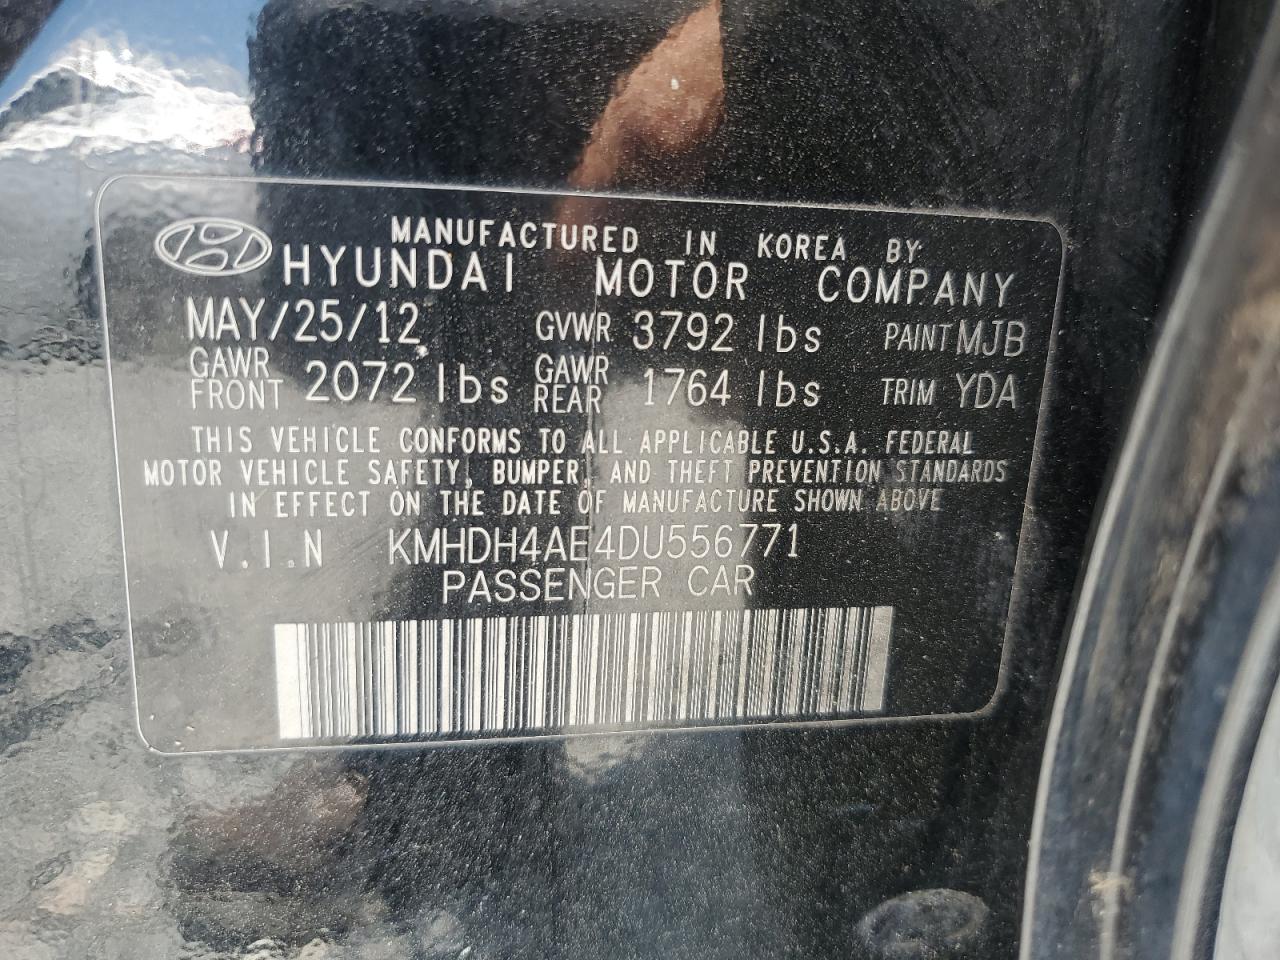 MANUFACTURED IN KOREA BY:
HYUNDAI MOTOR COMPANY
MAY/25/12 GVWR 3792 lbs PAINT MJB
GAWR FRONT 2072 lbs GAWR REAR 1764 lbs TRIM YDA
THIS VEHICLE CONFORMS TO ALL APPLICABLE U.S.A. FEDERAL
MOTOR VEHICLE SAFETY, BUMPER, AND THEFT PREVENTION STANDARDS
IN EFFECT ON THE DATE OF MANUFACTURE SHOWN ABOVE
V.I.N KMHDH4AE4DU556771
PASSENGER CAR